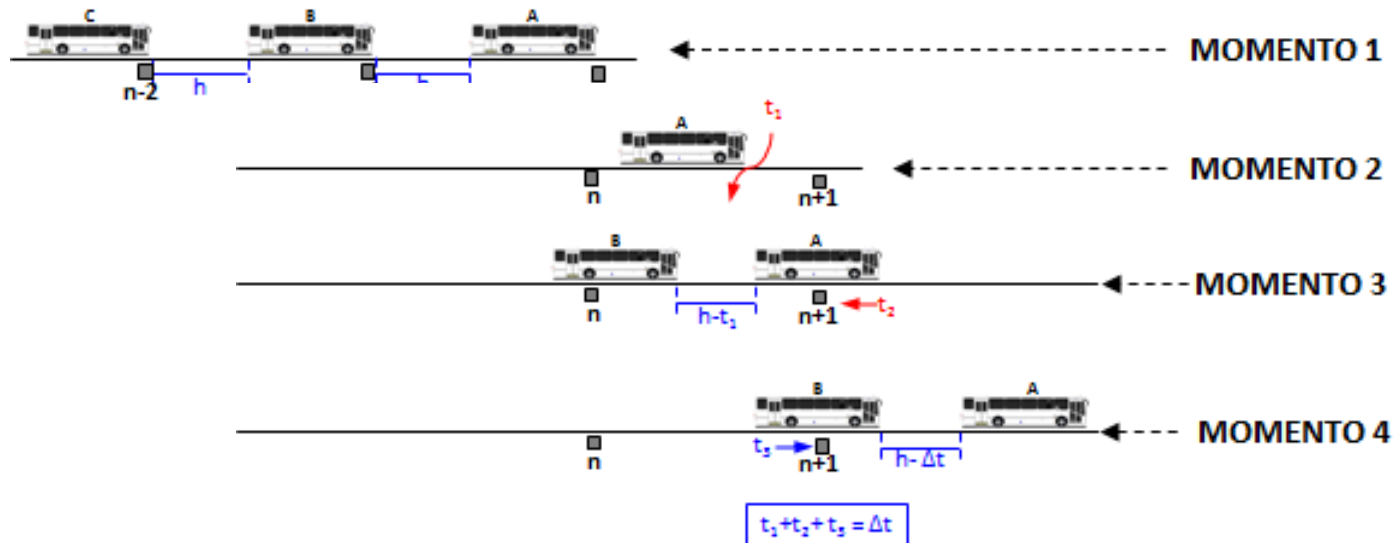 C B A
MOMENTO 1
n-2 h
A t₁
MOMENTO 2
n n+1
B A
MOMENTO 3
n h-t₁ n+1 t₂
B A
MOMENTO 4
t₃ n n+1 h- Δt
t₁+t₂+t₃ = Δt